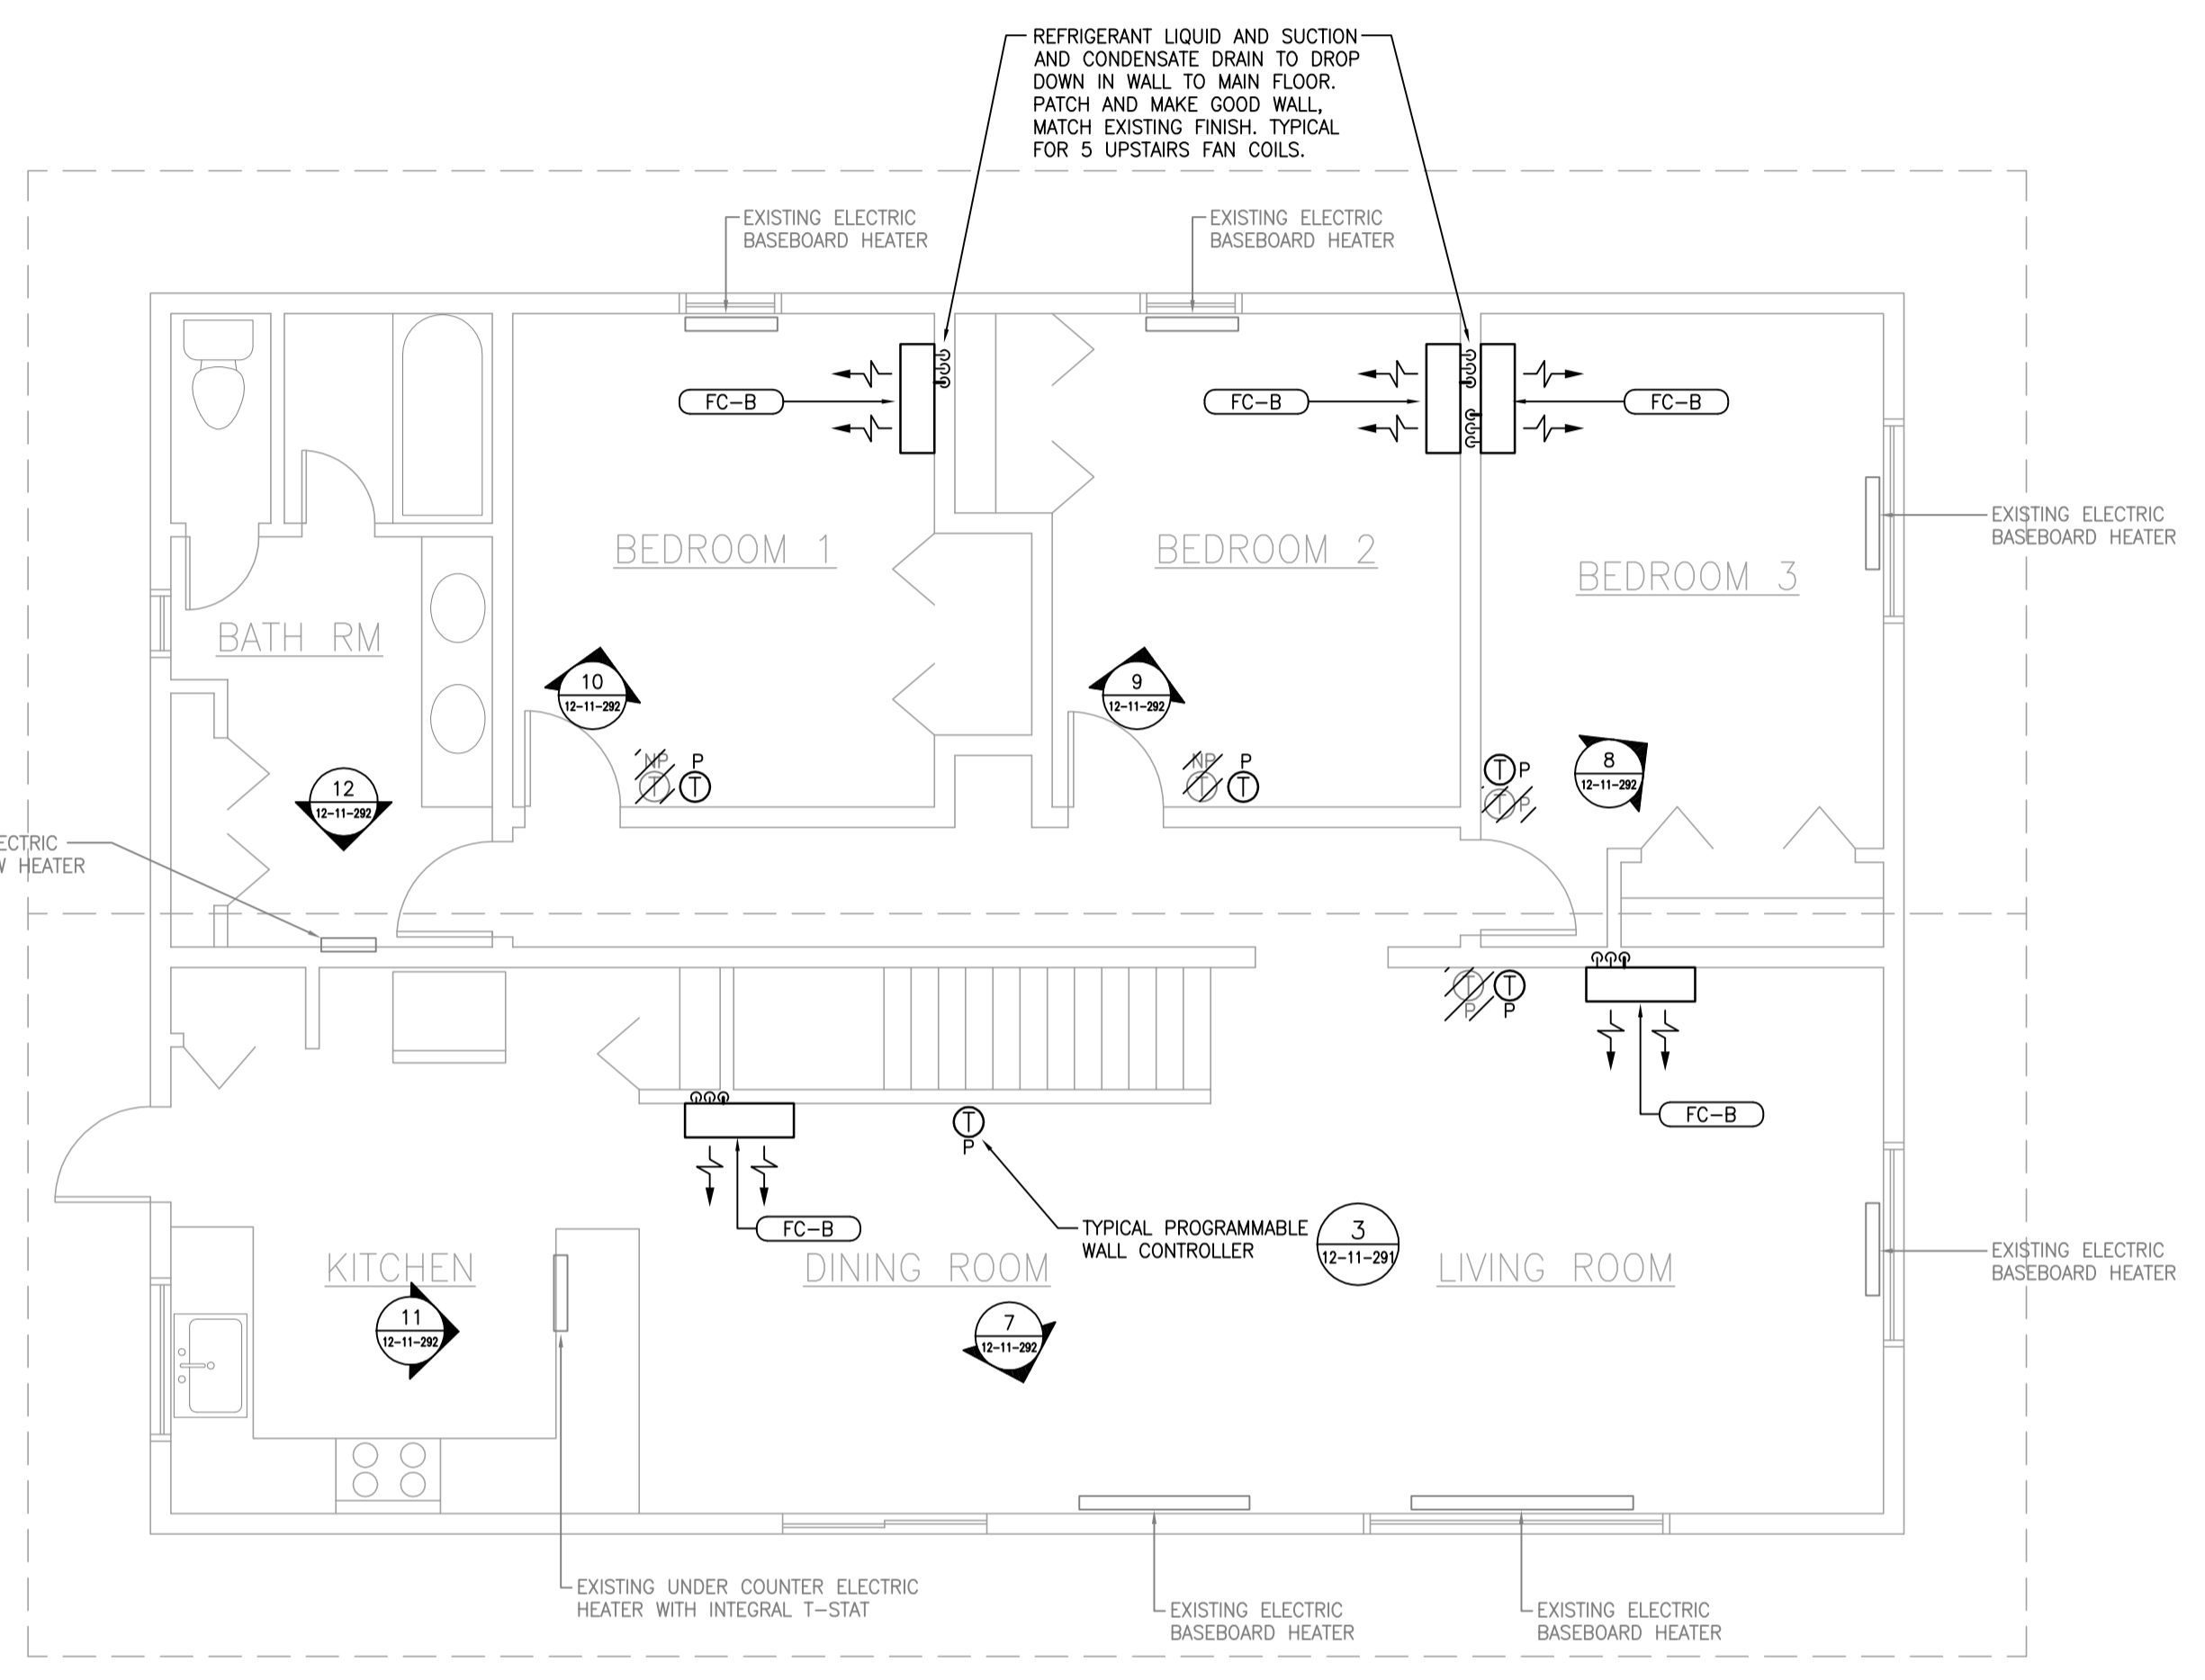 REFRIGERANT LIQUID AND SUCTION
AND CONDENSATE DRAIN TO DROP
DOWN IN WALL TO MAIN FLOOR.
PATCH AND MAKE GOOD WALL,
MATCH EXISTING FINISH. TYPICAL
FOR 5 UPSTAIRS FAN COILS.
EXISTING ELECTRIC
BASEBOARD HEATER
EXISTING ELECTRIC
BASEBOARD HEATER
FC-B
FC-B
FC-B
EXISTING ELECTRIC
BASEBOARD HEATER
BEDROOM 1
BEDROOM 2
BEDROOM 3
BATH RM
10
12-11-292
9
12-11-292
8
12-11-292
12
12-11-292
NP
T
P
T
NP
T
P
T
T P
T P
ECTRIC
HEATER
T
P
T
P
FC-B
T
P
FC-B
TYPICAL PROGRAMMABLE
WALL CONTROLLER
3
12-11-291
KITCHEN
DINING ROOM
LIVING ROOM
EXISTING ELECTRIC
BASEBOARD HEATER
11
12-11-292
7
12-11-292
EXISTING UNDER COUNTER ELECTRIC
HEATER WITH INTEGRAL T-STAT
EXISTING ELECTRIC
BASEBOARD HEATER
EXISTING ELECTRIC
BASEBOARD HEATER